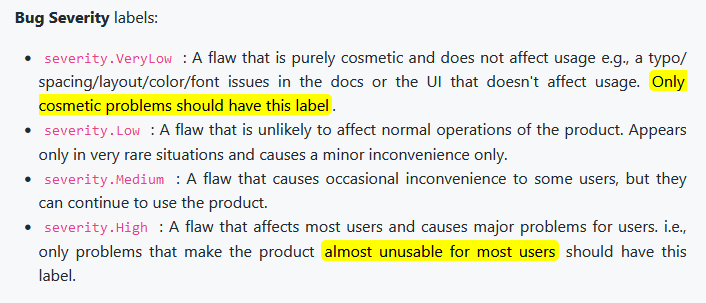 Bug Severity labels:
severity.VeryLow : A flaw that is purely cosmetic and does not affect usage e.g., a typo/
spacing/layout/color/font issues in the docs or the UI that doesn't affect usage. Only
cosmetic problems should have this label.
severity.Low : A flaw that is unlikely to affect normal operations of the product. Appears
only in very rare situations and causes a minor inconvenience only.
severity.Medium : A flaw that causes occasional inconvenience to some users, but they
can continue to use the product.
severity.High : A flaw that affects most users and causes major problems for users. i.e.,
only problems that make the product almost unusable for most users should have this
label.